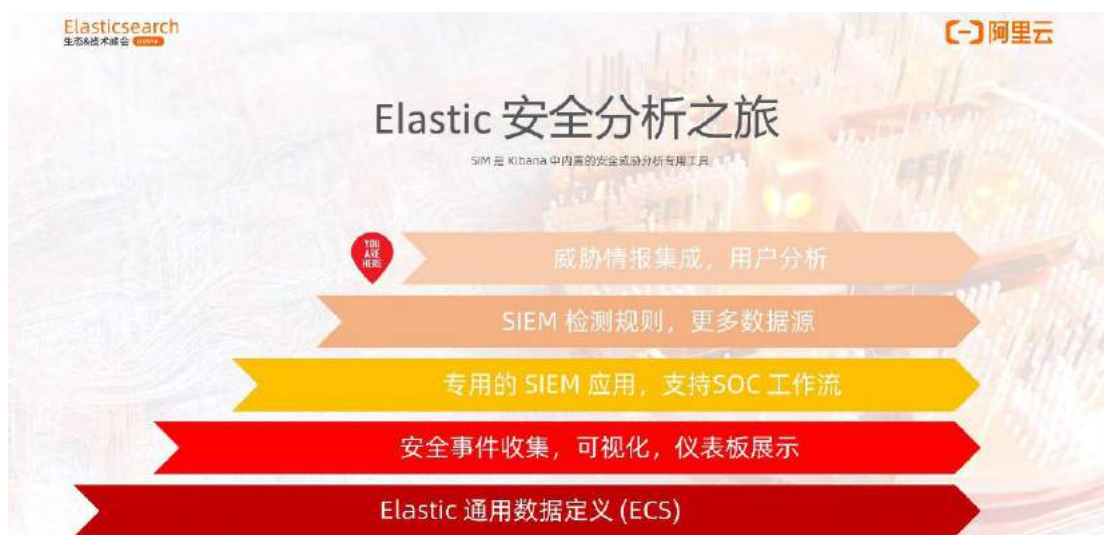 Elasticsearch
生态&技术峰会
阿里云
Elastic 安全分析之旅
SIM 是 Kibana 中内置的安全威胁分析专用工具
YOU
ARE
HERE
威胁情报集成，用户分析
SIEM 检测规则，更多数据源
专用的 SIEM 应用，支持SOC 工作流
安全事件收集，可视化，仪表板展示
Elastic 通用数据定义 (ECS)